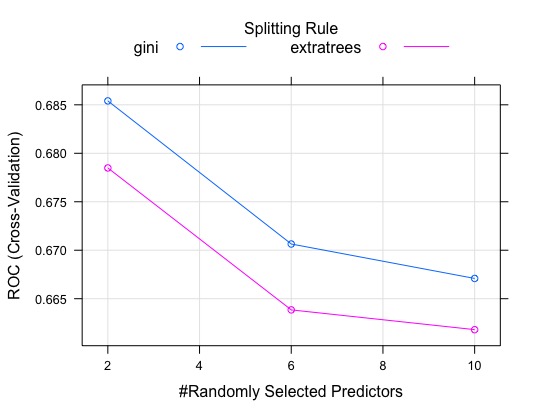 Splitting Rule
gini extratrees
0.685
0.680
0.675
0.670
0.665
ROC (Cross-Validation)
2 4 6 8 10
#Randomly Selected Predictors